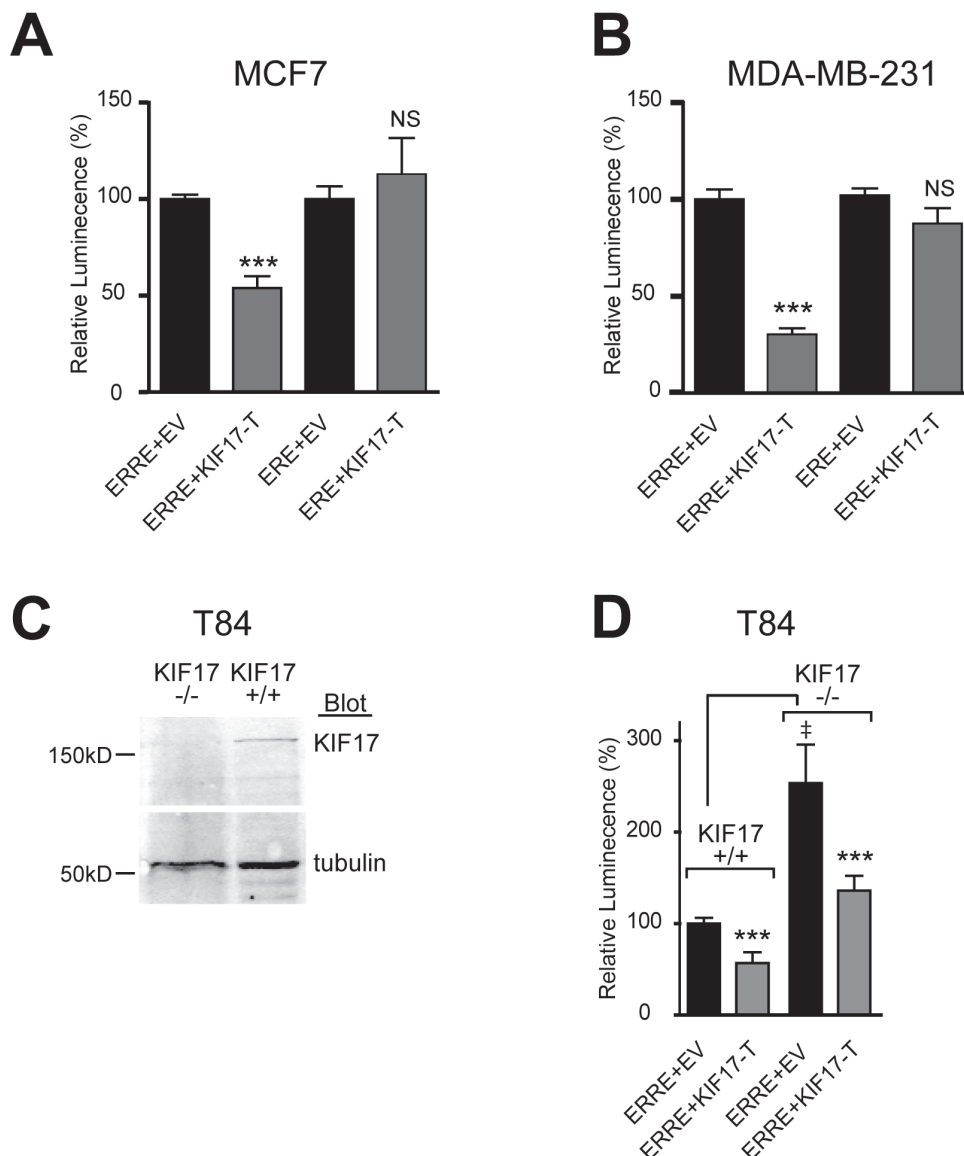 A
MCF7
Relative Luminecence (%)
150
100
50
0
***
NS
ERRE+EV
ERRE+KIF17-T
ERE+EV
ERE+KIF17-T
B
MDA-MB-231
Relative Luminecence (%)
150
100
50
0
***
NS
ERRE+EV
ERRE+KIF17-T
ERE+EV
ERE+KIF17-T
C
T84
KIF17 KIF17
-/- +/+
Blot
150kD
KIF17
50kD
tubulin
D
T84
Relative Luminecence (%)
300
200
100
0
KIF17
+/+
KIF17
-/-
***
‡
***
ERRE+EV
ERRE+KIF17-T
ERRE+EV
ERRE+KIF17-T